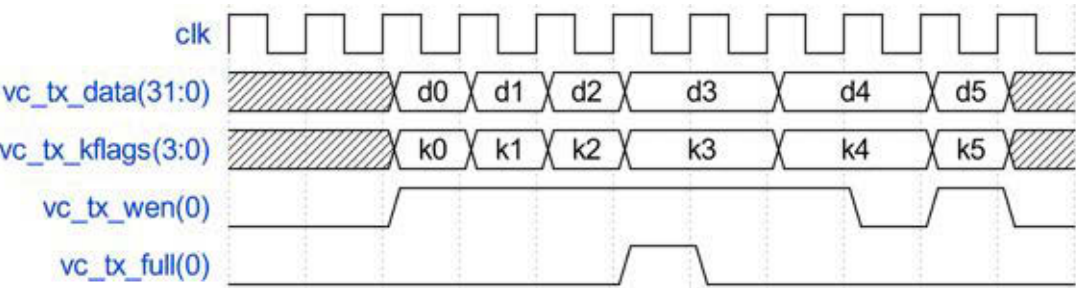 clk
vc_tx_data(31:0) d0 d1 d2 d3 d4 d5
vc_tx_kflags(3:0) k0 k1 k2 k3 k4 k5
vc_tx_wen(0)
vc_tx_full(0)